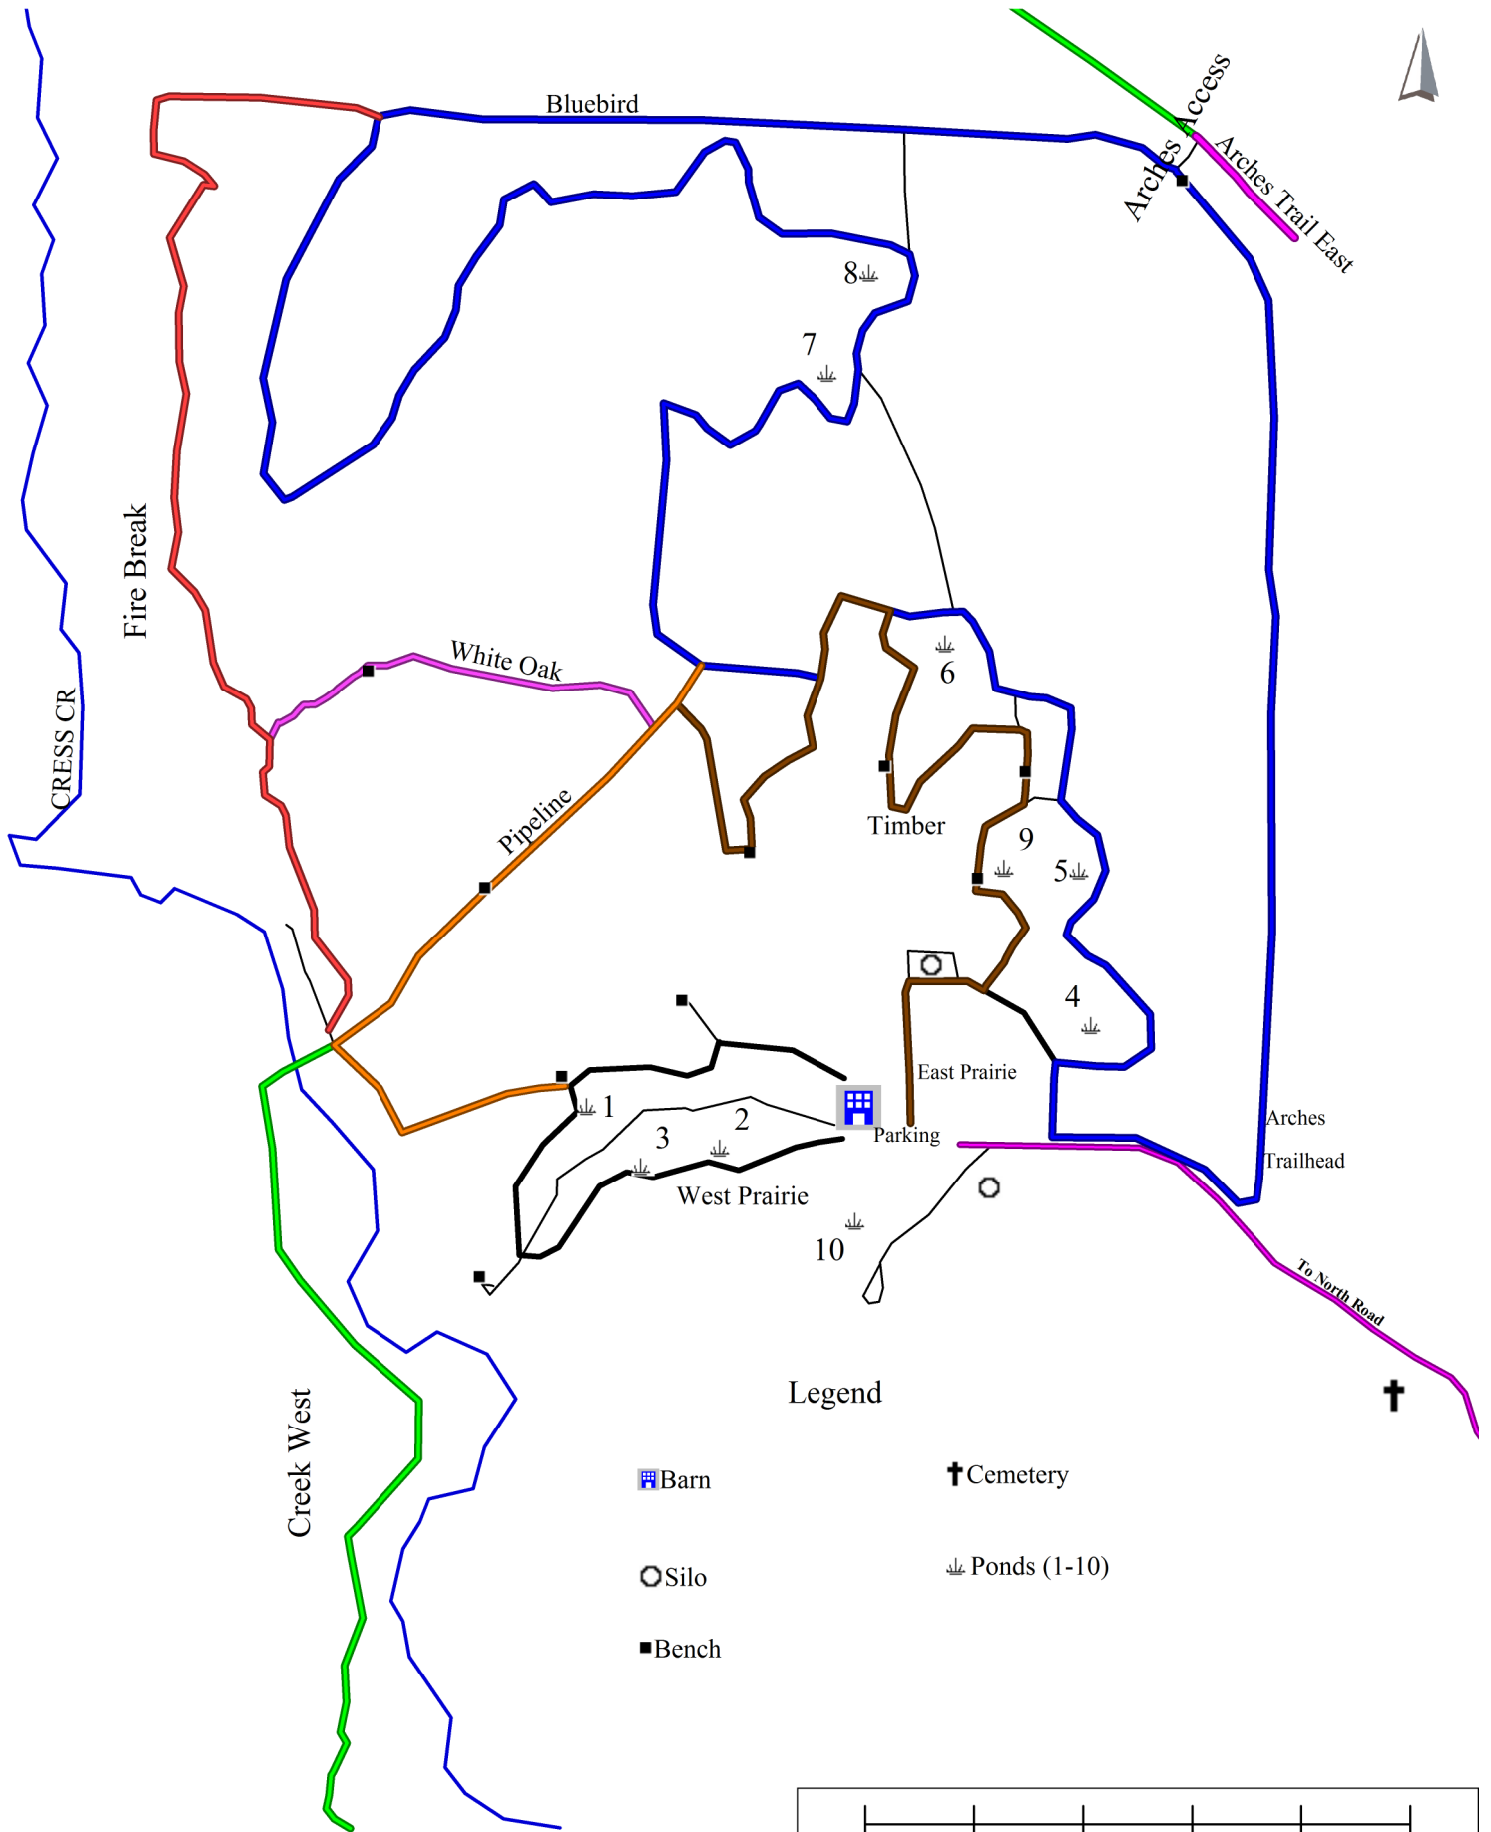 Bluebird
Arches Access
Arches Trail East
8
7
Fire Break
White Oak
6
CRESS CR
Pipeline
Timber
9
5
4
East Prairie
1
2
3
Parking
Arches
Trailhead
West Prairie
10
To North Road
Legend
Creek West
Barn
Cemetery
Silo
Ponds (1-10)
Bench